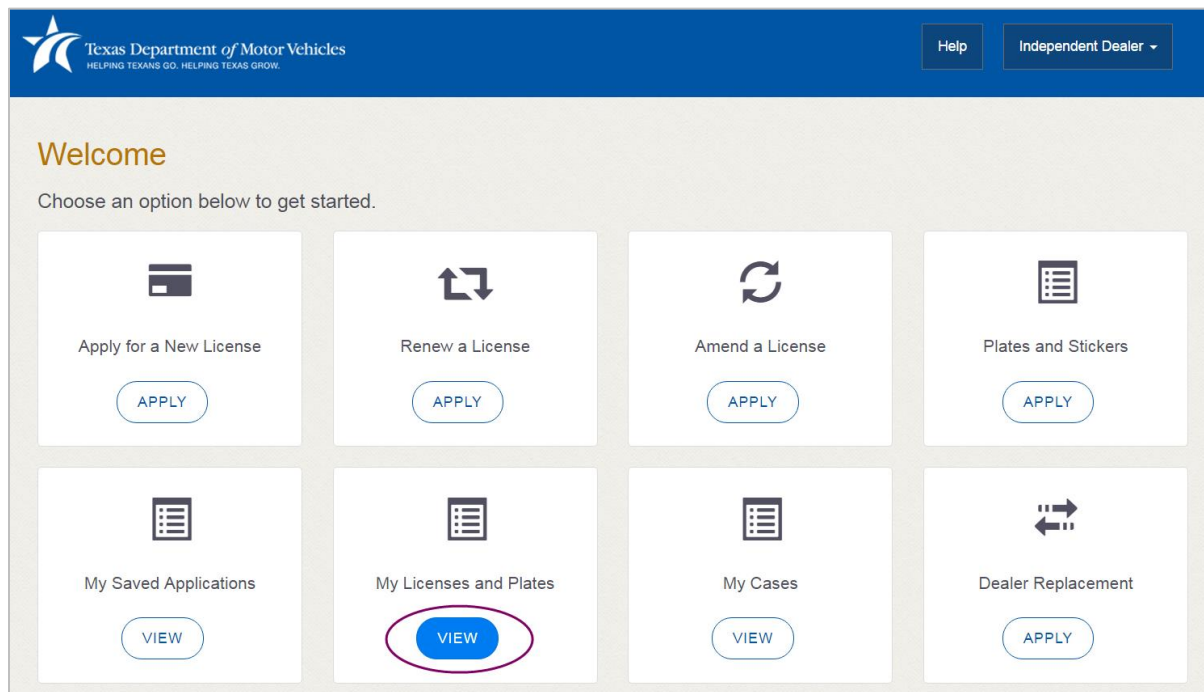 Texas Department of Motor Vehicles
HELPING TEXANS GO. HELPING TEXAS GROW.
Help
Independent Dealer
Welcome
Choose an option below to get started.
Apply for a New License
Renew a License
Amend a License
Plates and Stickers
APPLY
APPLY
APPLY
APPLY
My Saved Applications
My Licenses and Plates
My Cases
Dealer Replacement
VIEW
VIEW
VIEW
APPLY